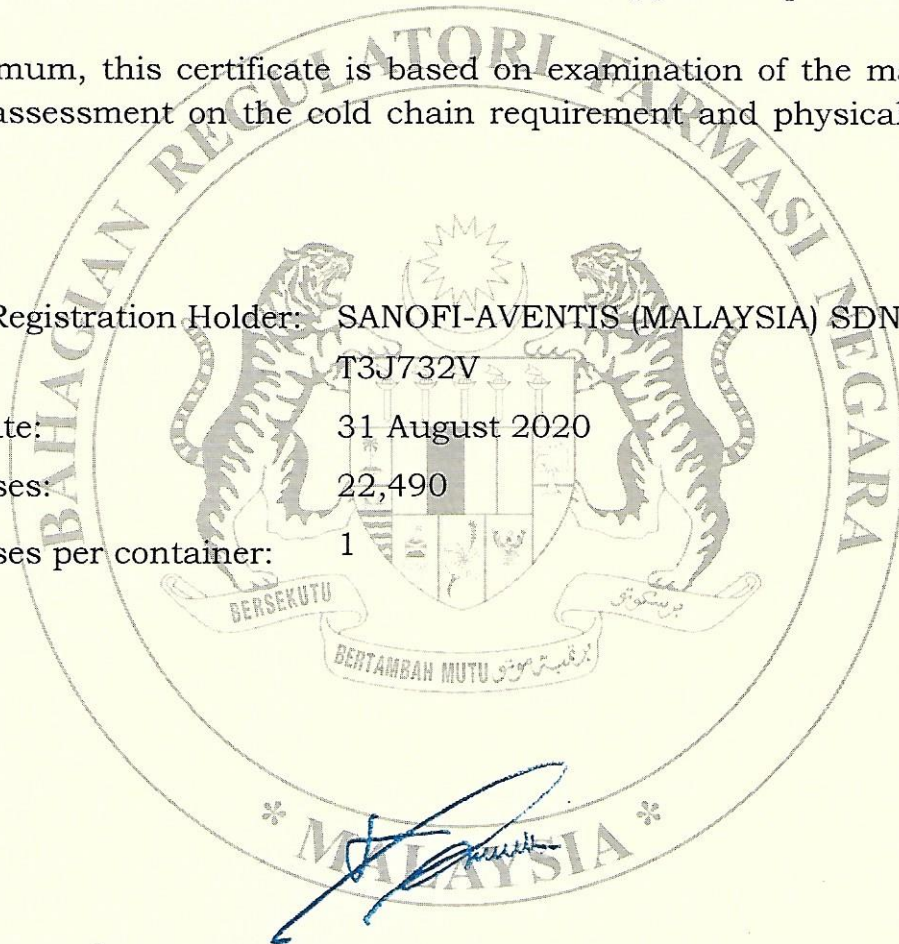 mum, this certificate is based on examination of the ma
assessment on the cold chain requirement and physical
Registration Holder: SANOFI-AVENTIS (MALAYSIA) SDN
T3J732V
te: 31 August 2020
ses: 22,490
ses per container: 1
BAHAGIAN REGULATORI FARMASI NEGARA
BERSEKUTU
BERTAMBAH MUTU
* MALAYSIA *